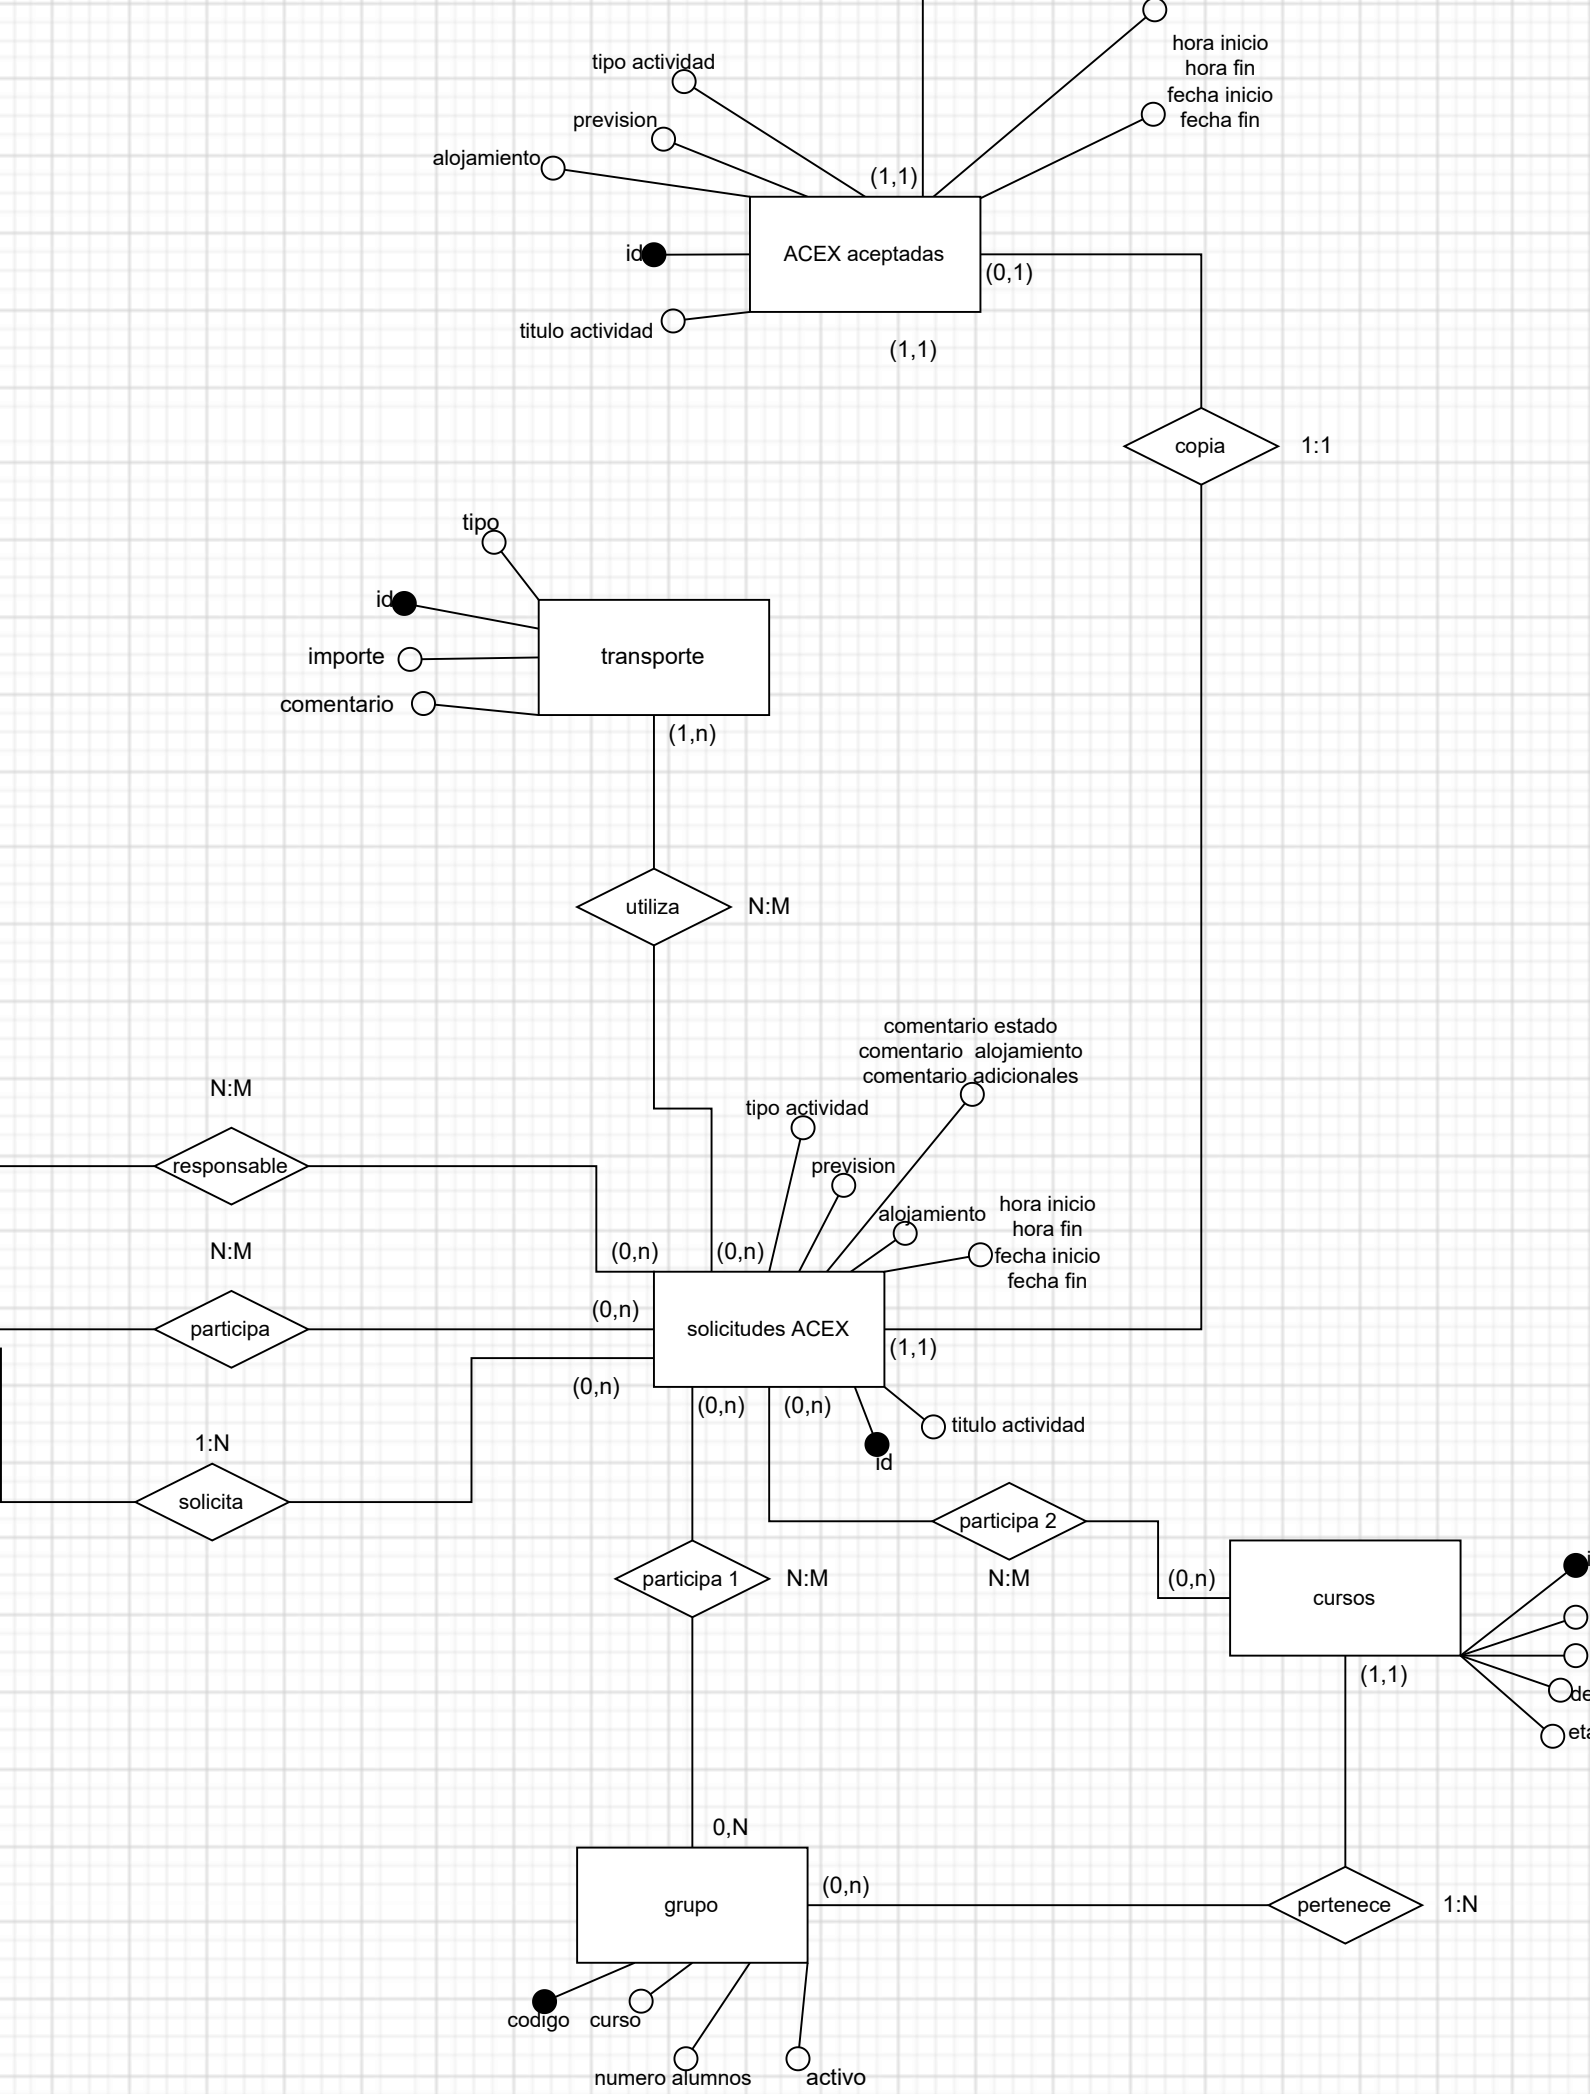 hora inicio
hora fin
fecha inicio
fecha fin
tipo actividad
prevision
alojamiento
(1,1)
id
ACEX aceptadas
(0,1)
titulo actividad
(1,1)
copia
1:1
tipo
id
importe
transporte
comentario
(1,n)
utiliza
N:M
comentario estado
comentario  alojamiento
comentario adicionales
N:M
tipo actividad
responsable
prevision
alojamiento
hora inicio
hora fin
fecha inicio
fecha fin
N:M
(0,n)
(0,n)
(0,n)
participa
solicitudes ACEX
(1,1)
(0,n)
(0,n)
(0,n)
titulo actividad
id
1:N
solicita
participa 2
N:M
participa 1
N:M
(0,n)
cursos
(1,1)
de
eta
0,N
grupo
(0,n)
pertenece
1:N
codigo
curso
numero alumnos
activo